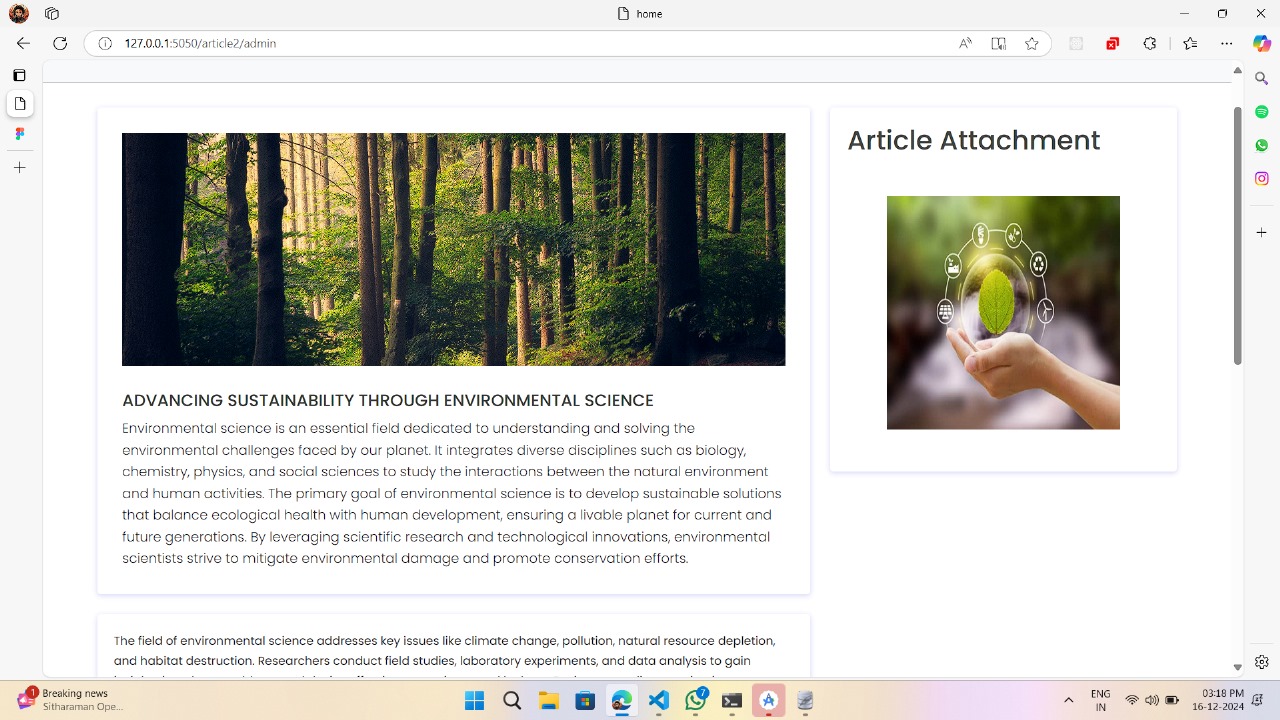 home
127.0.0.1:5050/article2/admin
Article Attachment
ADVANCING SUSTAINABILITY THROUGH ENVIRONMENTAL SCIENCE
Environmental science is an essential field dedicated to understanding and solving the
environmental challenges faced by our planet. It integrates diverse disciplines such as biology,
chemistry, physics, and social sciences to study the interactions between the natural environment
and human activities. The primary goal of environmental science is to develop sustainable solutions
that balance ecological health with human development, ensuring a livable planet for current and
future generations. By leveraging scientific research and technological innovations, environmental
scientists strive to mitigate environmental damage and promote conservation efforts.
The field of environmental science addresses key issues like climate change, pollution, natural resource depletion,
and habitat destruction. Researchers conduct field studies, laboratory experiments, and data analysis to gain
1
Breaking news
Sitharaman Ope...
7
ENG
IN
03:18 PM
16-12-2024